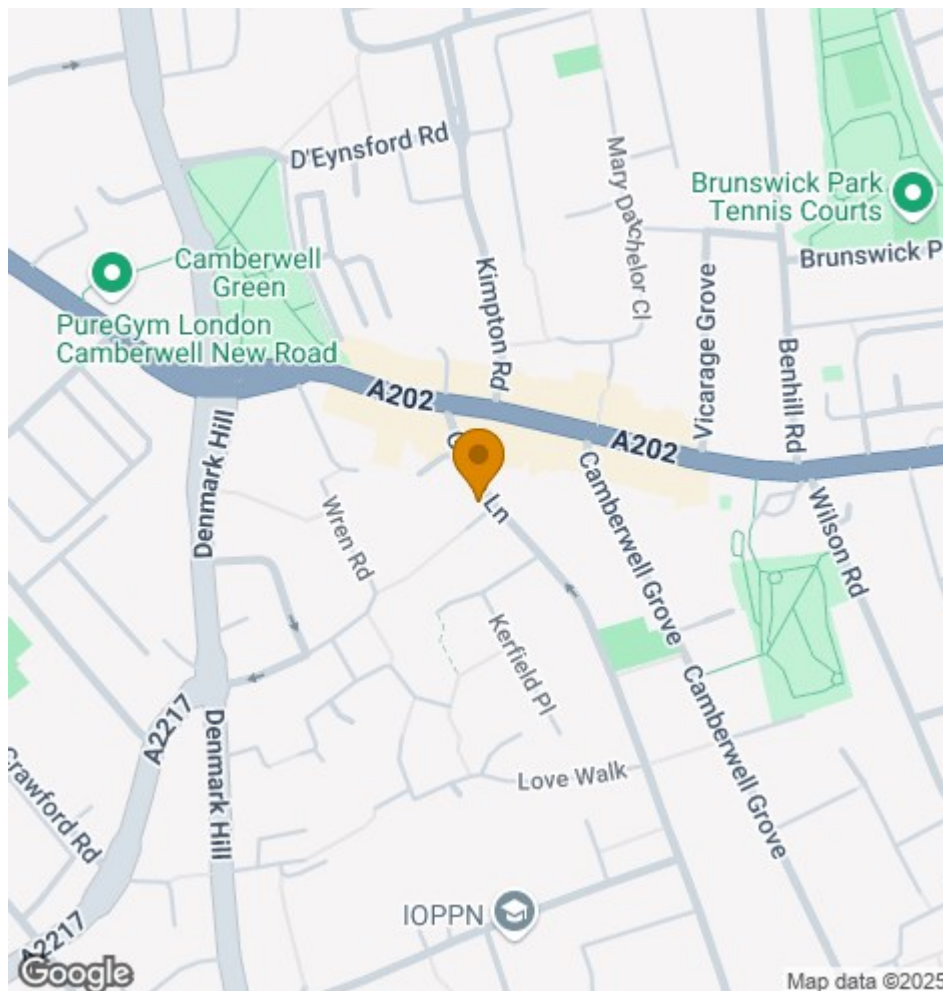 D'Eynsford Rd
Mary Datchelor Cl
Brunswick Park
Tennis Courts
Brunswick P
Camberwell
Green
Kimpton Rd
Vicarage Grove
PureGym London
Camberwell New Road
Benhill Rd
A202
A202
Denmark Hill
Ln
Wren Rd
Camberwell Grove
Wilson Rd
Kerfield Pl
Camberwell Grove
A2217
Denmark Hill
Love Walk
Crawford Rd
IOPPN
A2217
Google
Map data ©2025